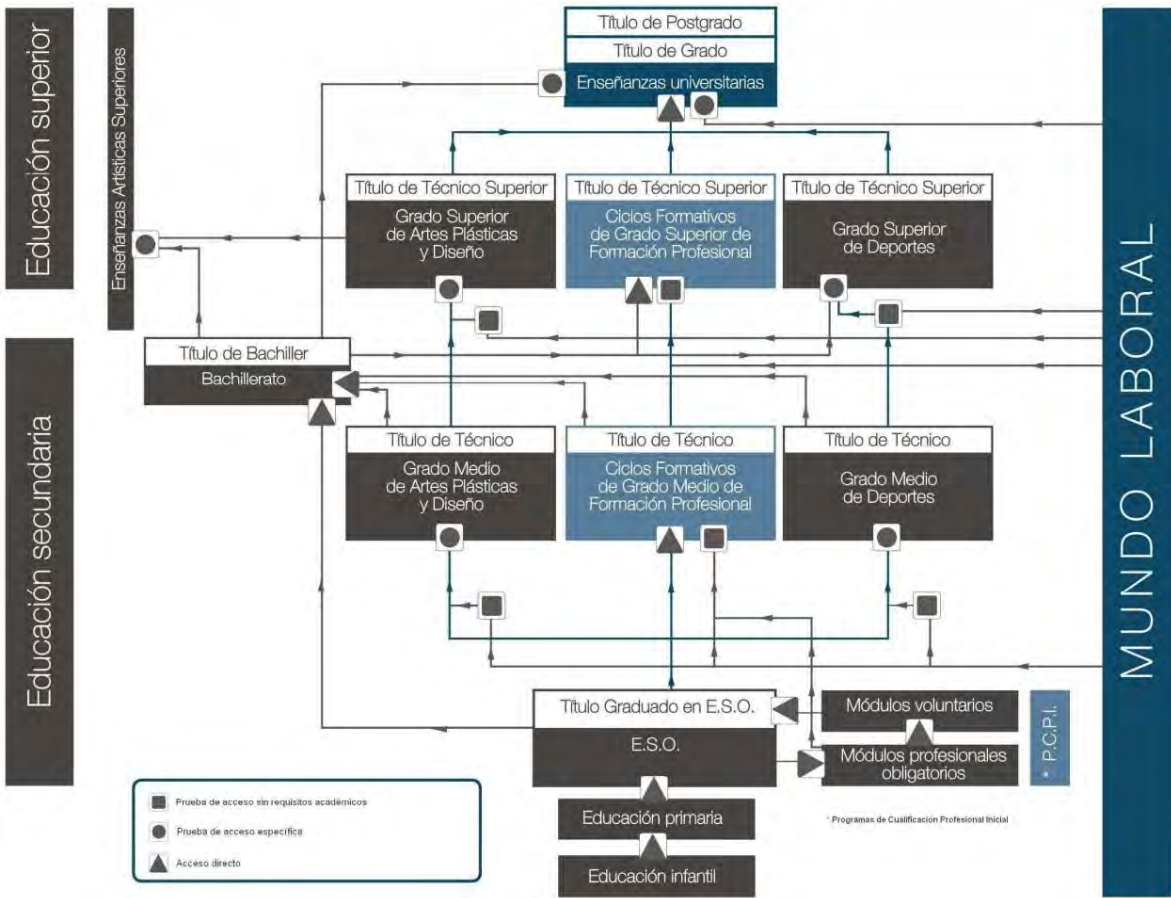 Educación superior
Enseñanzas Artísticas Superiores
Título de Postgrado
Título de Grado
Enseñanzas universitarias
Título de Técnico Superior
Grado Superior
de Artes Plásticas
y Diseño
Título de Técnico Superior
Ciclos Formativos
de Grado Superior de
Formación Profesional
Título de Técnico Superior
Grado Superior
de Deportes
MUNDO LABORAL
Educación secundaria
Título de Bachiller
Bachillerato
Título de Técnico
Grado Medio
de Artes Plásticas
y Diseño
Título de Técnico
Ciclos Formativos
de Grado Medio de
Formación Profesional
Título de Técnico
Grado Medio
de Deportes
Título Graduado en E.S.O.
E.S.O.
Módulos voluntarios
Módulos profesionales
obligatorios
* P.C.P.I.
Educación primaria
Educación infantil
* Programas de Cualificación Profesional Inicial
Prueba de acceso sin requisitos académicos
Prueba de acceso específica
Acceso directo